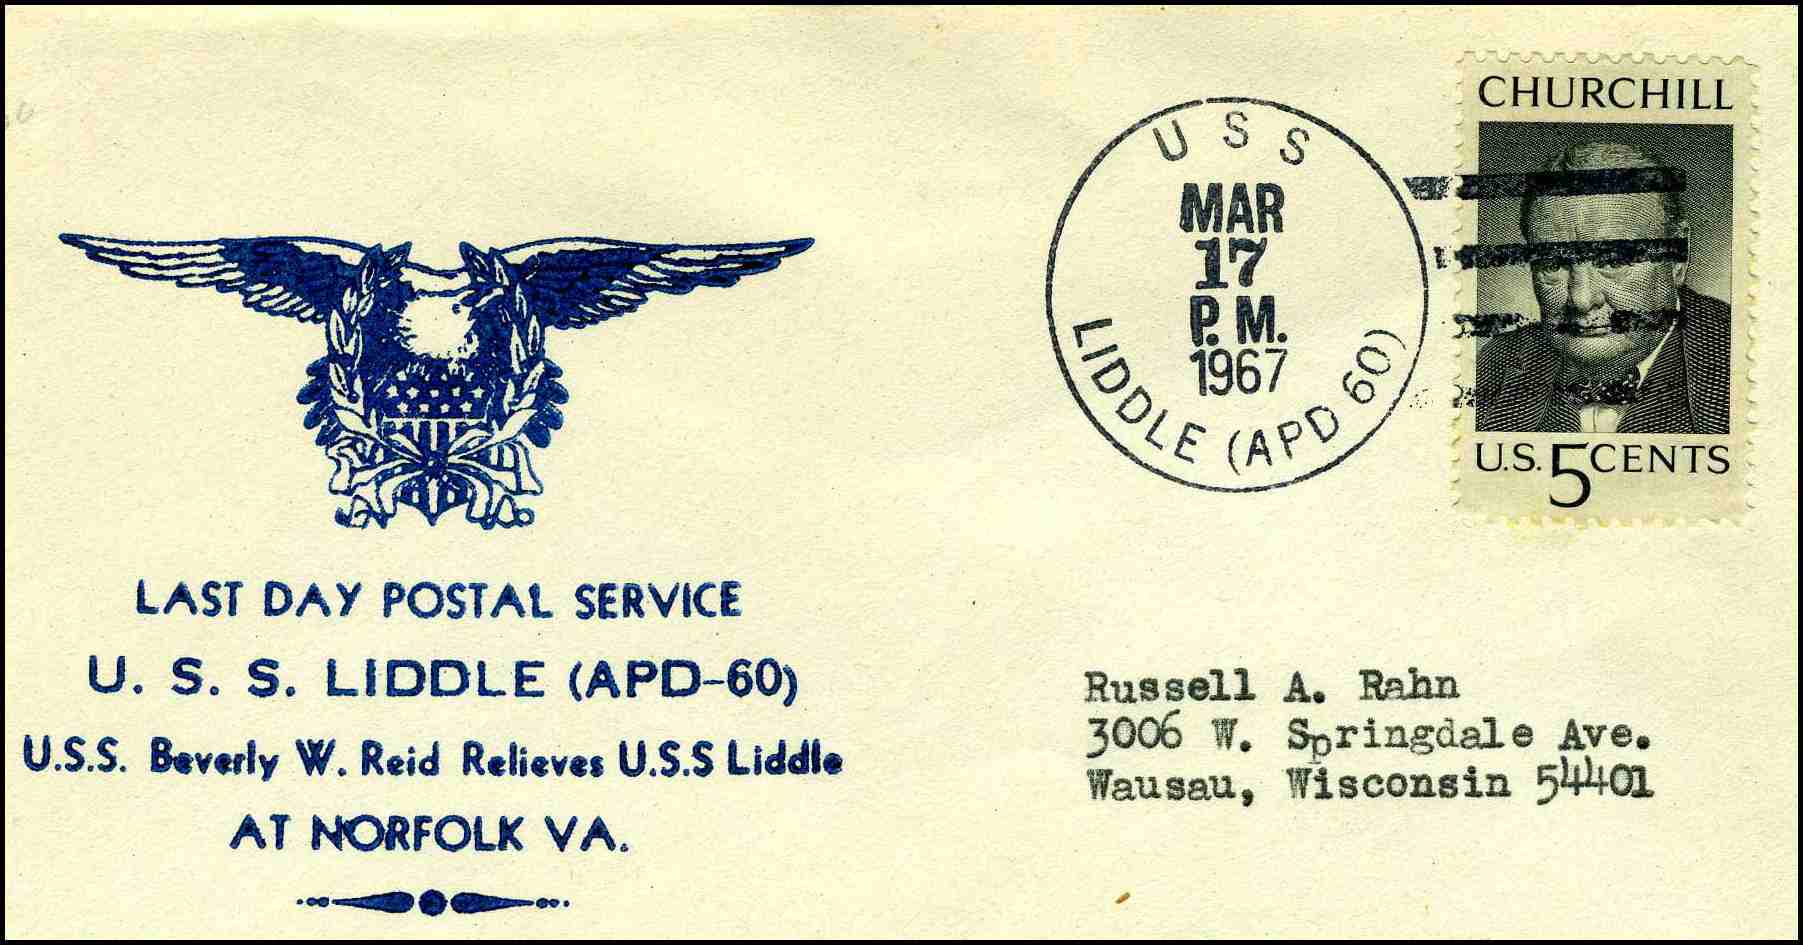 CHURCHILL
U.S. 5 CENTS
USS
MAR
17
P.M.
1967
LIDDLE (APD 60)
LAST DAY POSTAL SERVICE
U. S. S. LIDDLE (APD-60)
U.S.S. Beverly W. Reid Relieves U.S.S Liddle
AT NORFOLK VA.
Russell A. Rahn
3006 W. Springdale Ave.
Wausau, Wisconsin 54401